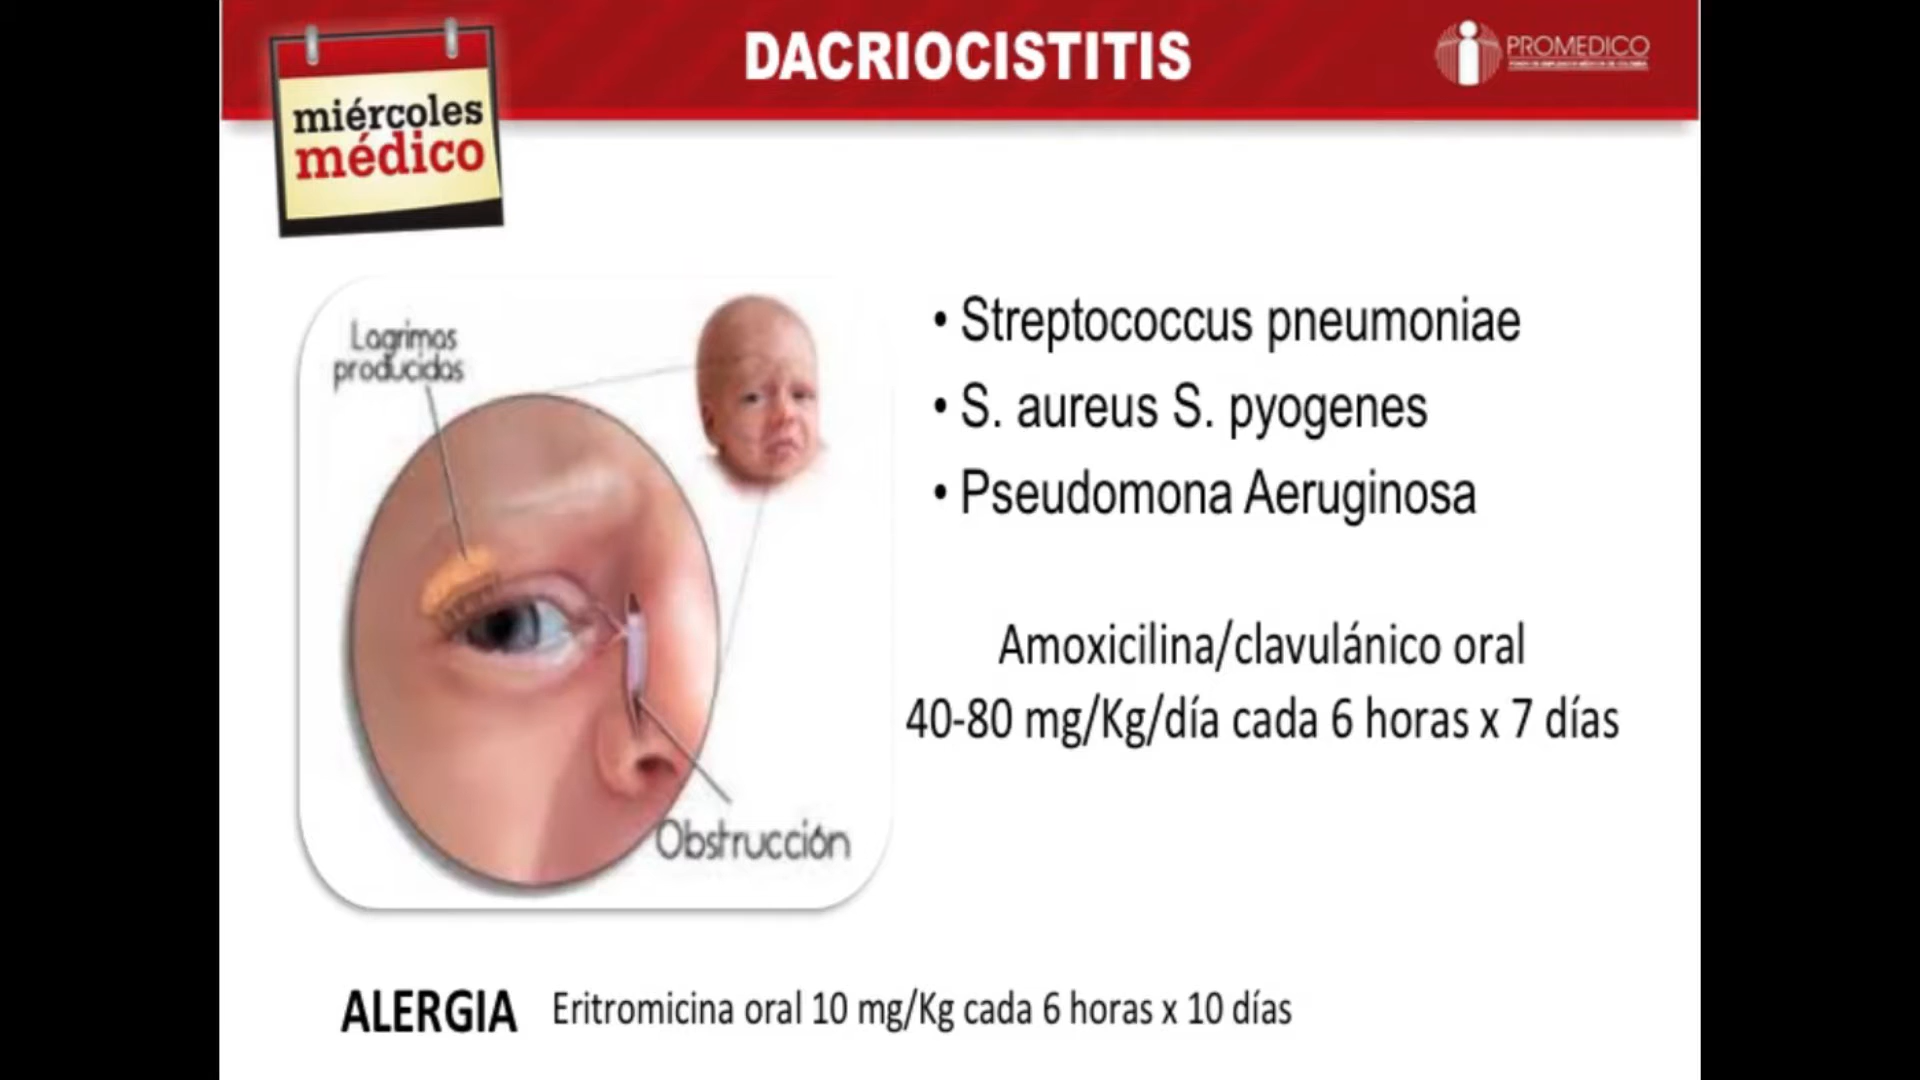 DACRIOCISTITIS
PROMEDICO
miércoles
médico
Lagrimas
producidas
Obstrucción
• Streptococcus pneumoniae
• S. aureus S. pyogenes
• Pseudomona Aeruginosa
Amoxicilina/clavulánico oral
40-80 mg/Kg/día cada 6 horas x 7 días
ALERGIA Eritromicina oral 10 mg/Kg cada 6 horas x 10 días